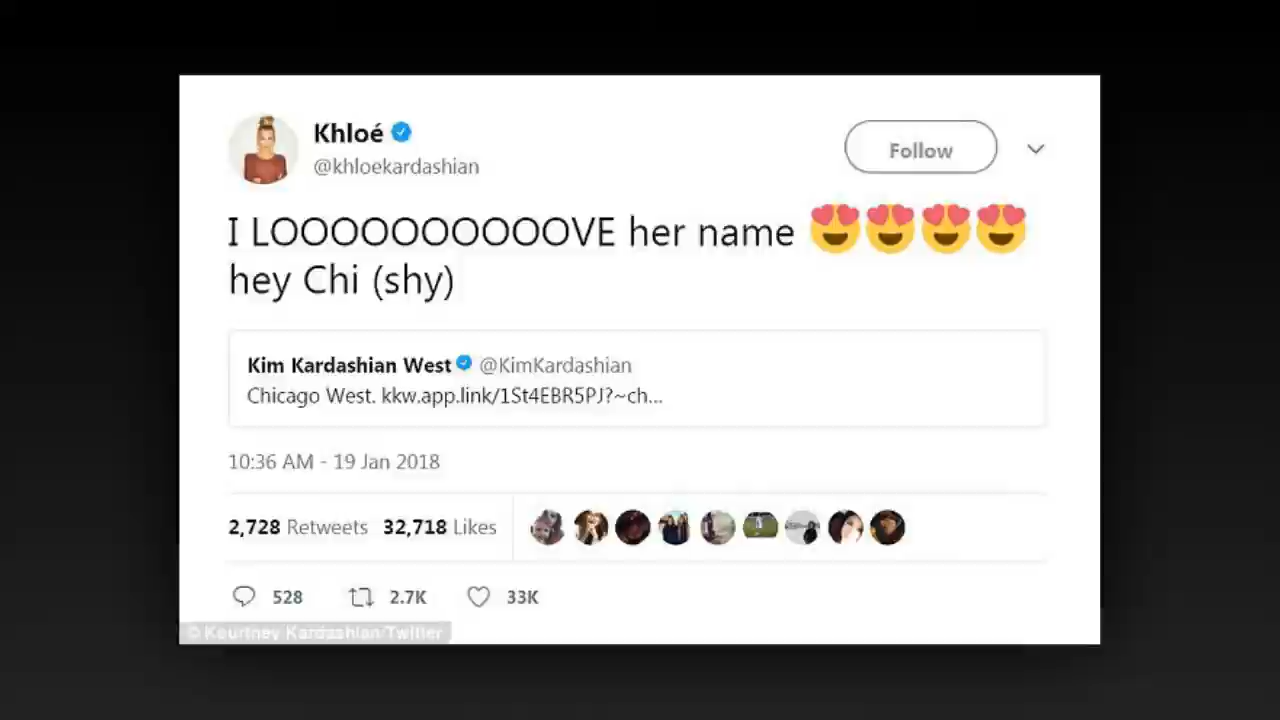 Khloé
@khloekardashian
Follow
I LOOOOOOOOOOOVE her name 😍😍😍😍
hey Chi (shy)
Kim Kardashian West @KimKardashian
Chicago West. kkw.app.link/1St4EBR5PJ?~ch...
10:36 AM - 19 Jan 2018
2,728 Retweets 32,718 Likes
528 2.7K 33K
© Kourtney Kardashian/Twitter